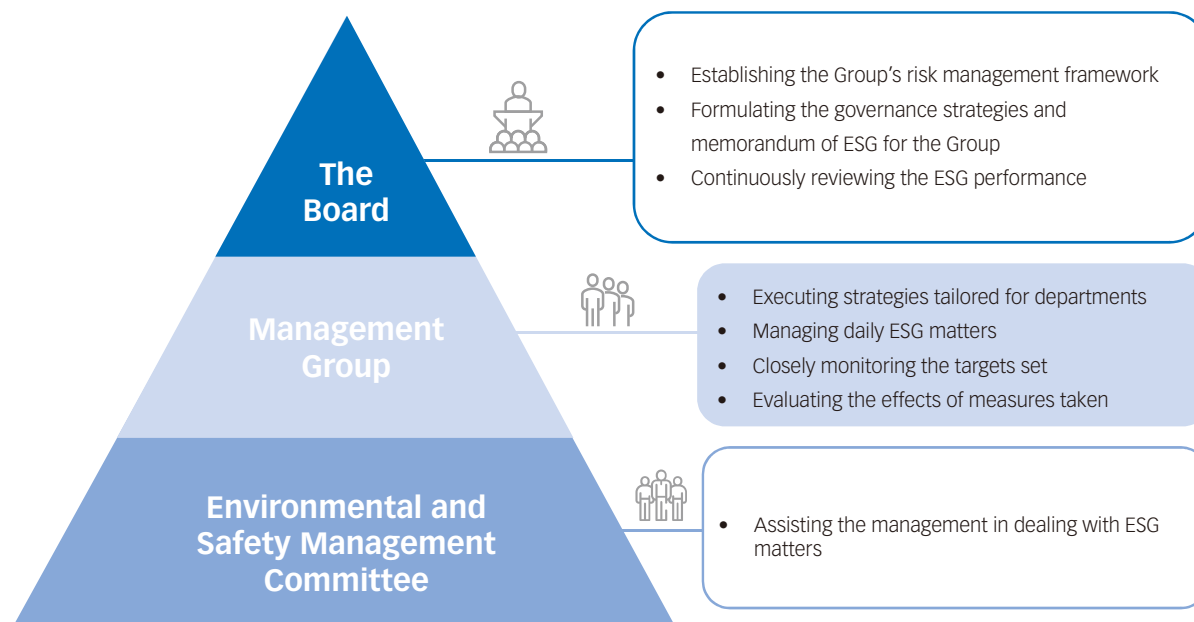 The
Board
• Establishing the Group's risk management framework
• Formulating the governance strategies and
memorandum of ESG for the Group
• Continuously reviewing the ESG performance
Management
Group
• Executing strategies tailored for departments
• Managing daily ESG matters
• Closely monitoring the targets set
• Evaluating the effects of measures taken
Environmental and
Safety Management
Committee
• Assisting the management in dealing with ESG
matters